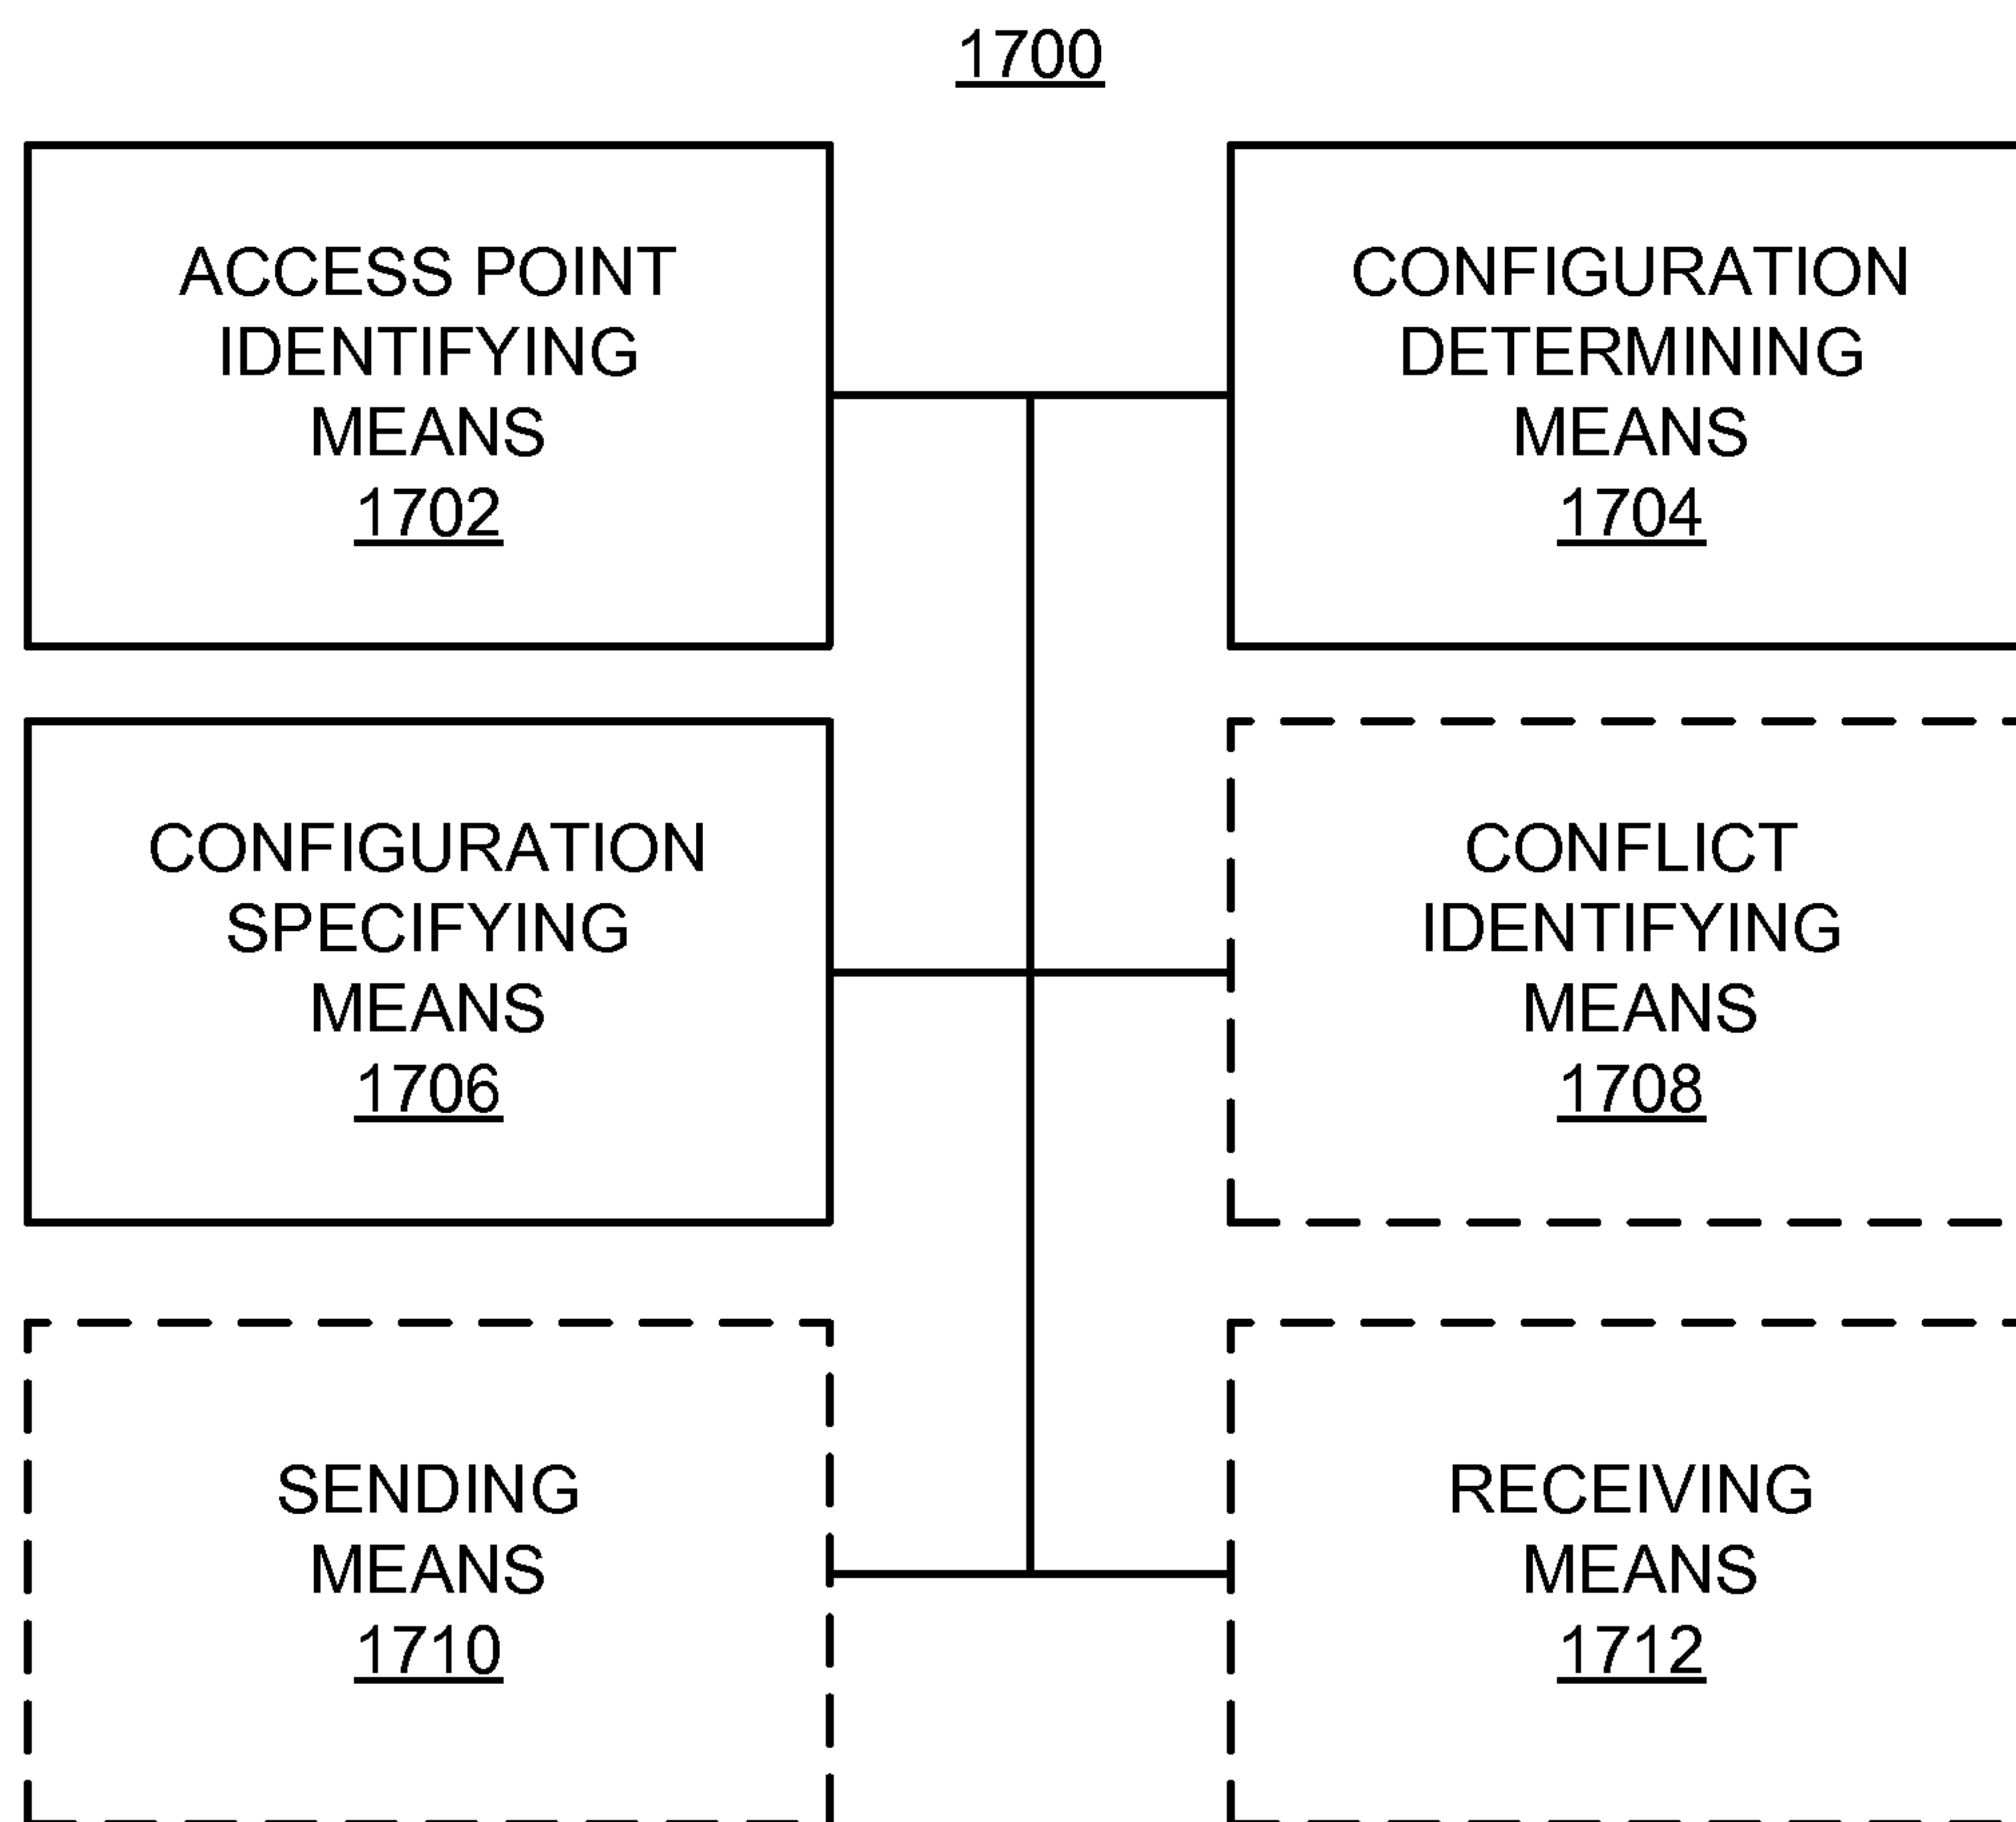 1700
ACCESS POINT
IDENTIFYING
MEANS
1702
CONFIGURATION
DETERMINING
MEANS
1704
CONFIGURATION
SPECIFYING
MEANS
1706
CONFLICT
IDENTIFYING
MEANS
1708
SENDING
MEANS
1710
RECEIVING
MEANS
1712